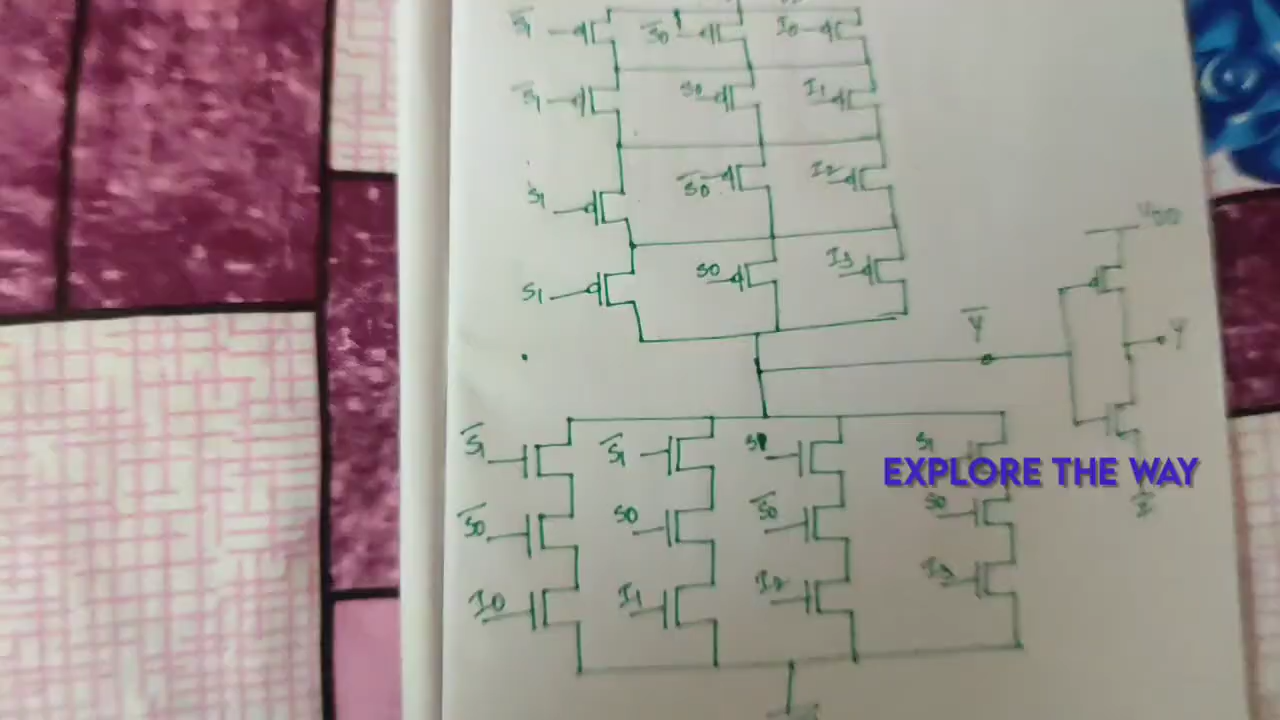 S̅1 S̅0 I0
S̅1 S0 I1
S1 S̅0 I2
S1 S0 I3
VDD
Y̅ Y
S̅1 S̅1 S1 S1
EXPLORE THE WAY
S̅0 S0 S̅0 S0
I0 I1 I2 I3